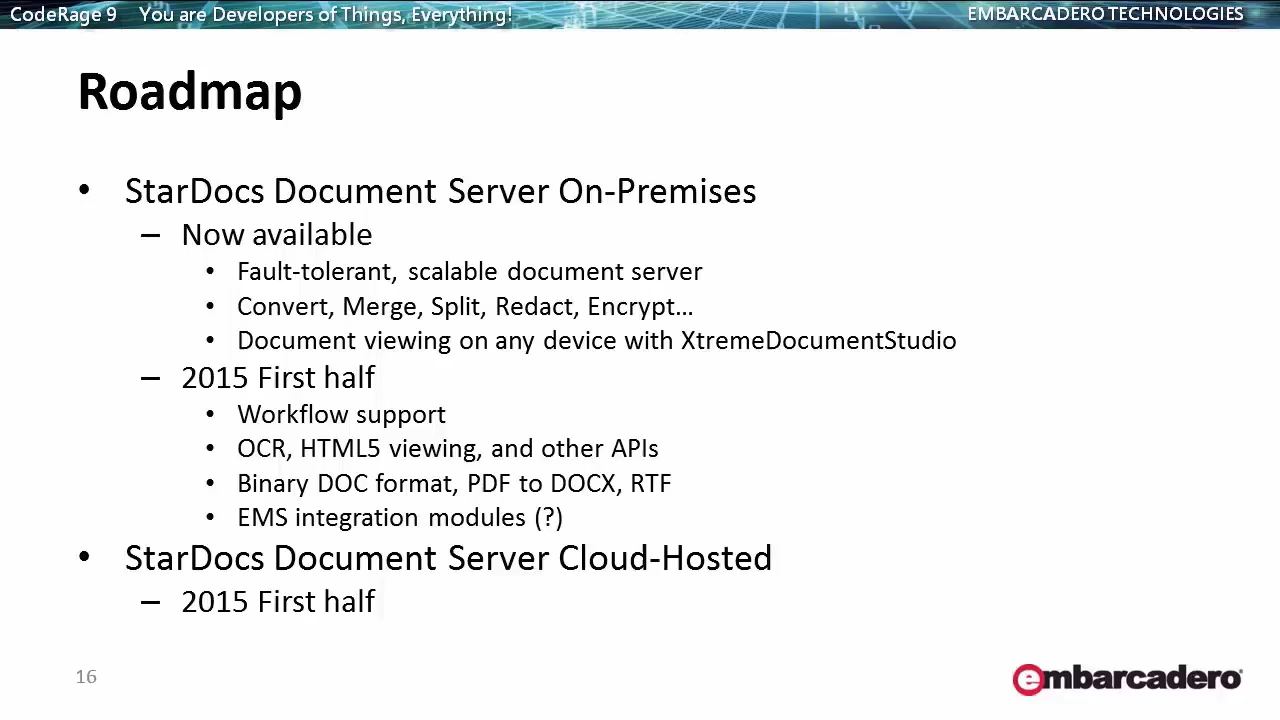 CodeRage 9 You are Developers of Things, Everything!
EMBARCADERO TECHNOLOGIES
Roadmap
• StarDocs Document Server On-Premises
– Now available
• Fault-tolerant, scalable document server
• Convert, Merge, Split, Redact, Encrypt…
• Document viewing on any device with XtremeDocumentStudio
– 2015 First half
• Workflow support
• OCR, HTML5 viewing, and other APIs
• Binary DOC format, PDF to DOCX, RTF
• EMS integration modules (?)
• StarDocs Document Server Cloud-Hosted
– 2015 First half
16
embarcadero